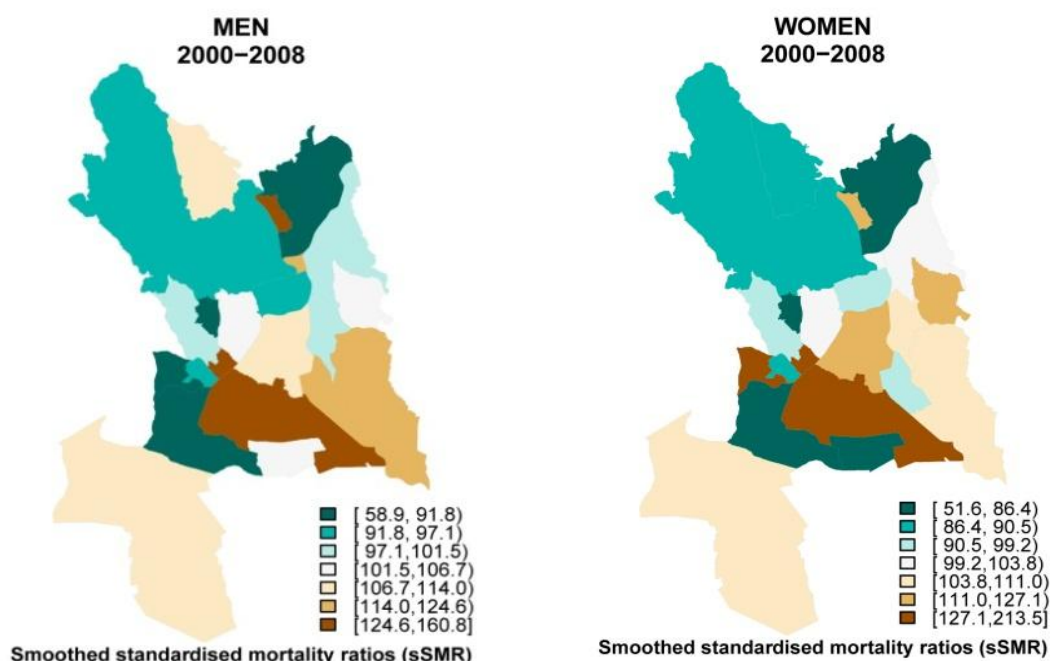 MEN
2000−2008
[ 58.9, 91.8)
[ 91.8, 97.1)
[ 97.1,101.5)
[101.5,106.7)
[106.7,114.0)
[114.0,124.6)
[124.6,160.8]
Smoothed standardised mortality ratios (sSMR)
WOMEN
2000−2008
[ 51.6, 86.4)
[ 86.4, 90.5)
[ 90.5, 99.2)
[ 99.2,103.8)
[103.8,111.0)
[111.0,127.1)
[127.1,213.5]
Smoothed standardised mortality ratios (sSMR)